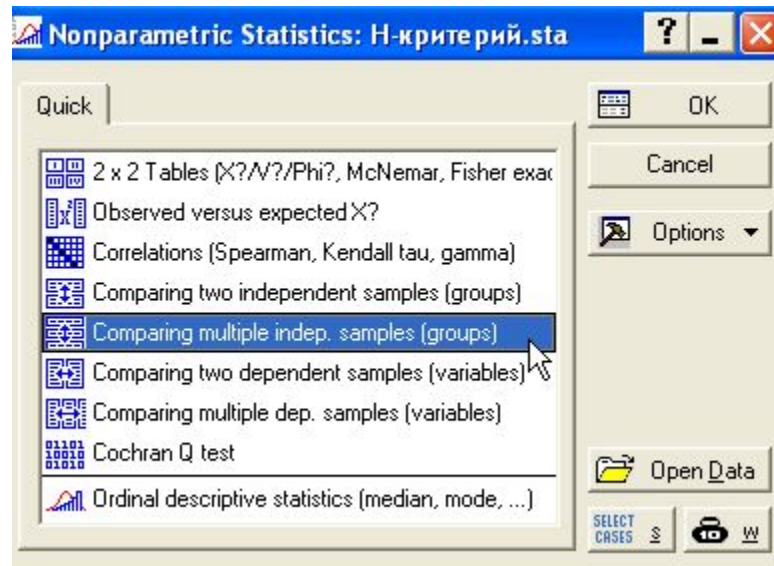 Nonparametric Statistics: Н-критерий.sta
Quick
2 x 2 Tables (X?/V?/Phi?, McNemar, Fisher exac
Observed versus expected X?
Correlations (Spearman, Kendall tau, gamma)
Comparing two independent samples (groups)
Comparing multiple indep. samples (groups)
Comparing two dependent samples (variables)
Comparing multiple dep. samples (variables)
Cochran Q test
Ordinal descriptive statistics (median, mode, ...)
OK
Cancel
Options
Open Data
SELECT
CASES S
W